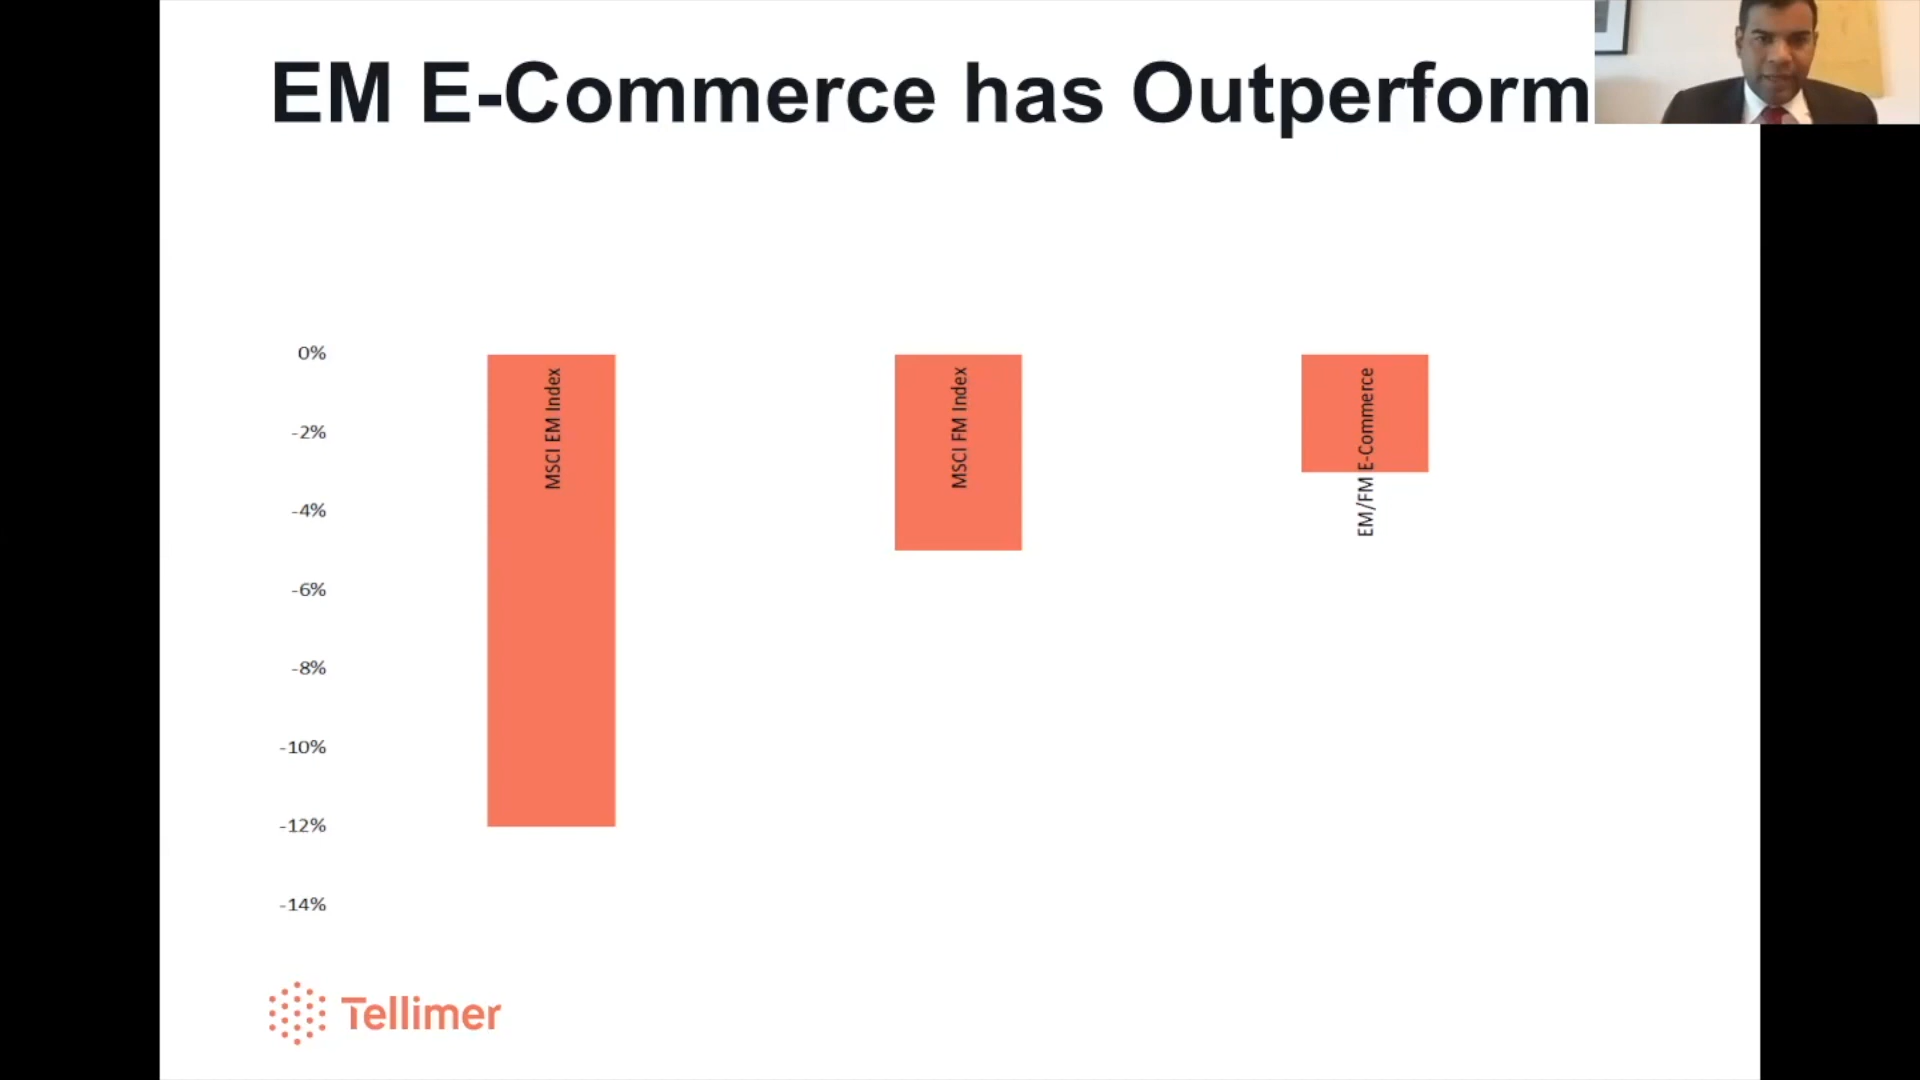 EM E-Commerce has Outperform
0%
-2%
-4%
-6%
-8%
-10%
-12%
-14%
MSCI EM Index
MSCI FM Index
EM/FM E-Commerce
Tellimer